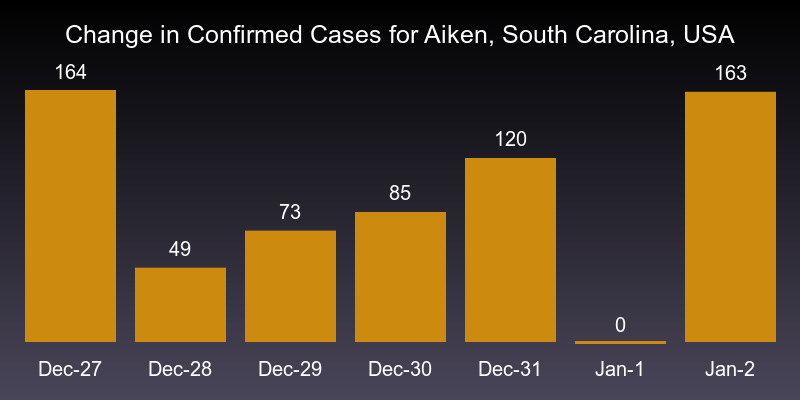 Change in Confirmed Cases for Aiken, South Carolina, USA
164
49
73
85
120
0
163
Dec-27
Dec-28
Dec-29
Dec-30
Dec-31
Jan-1
Jan-2